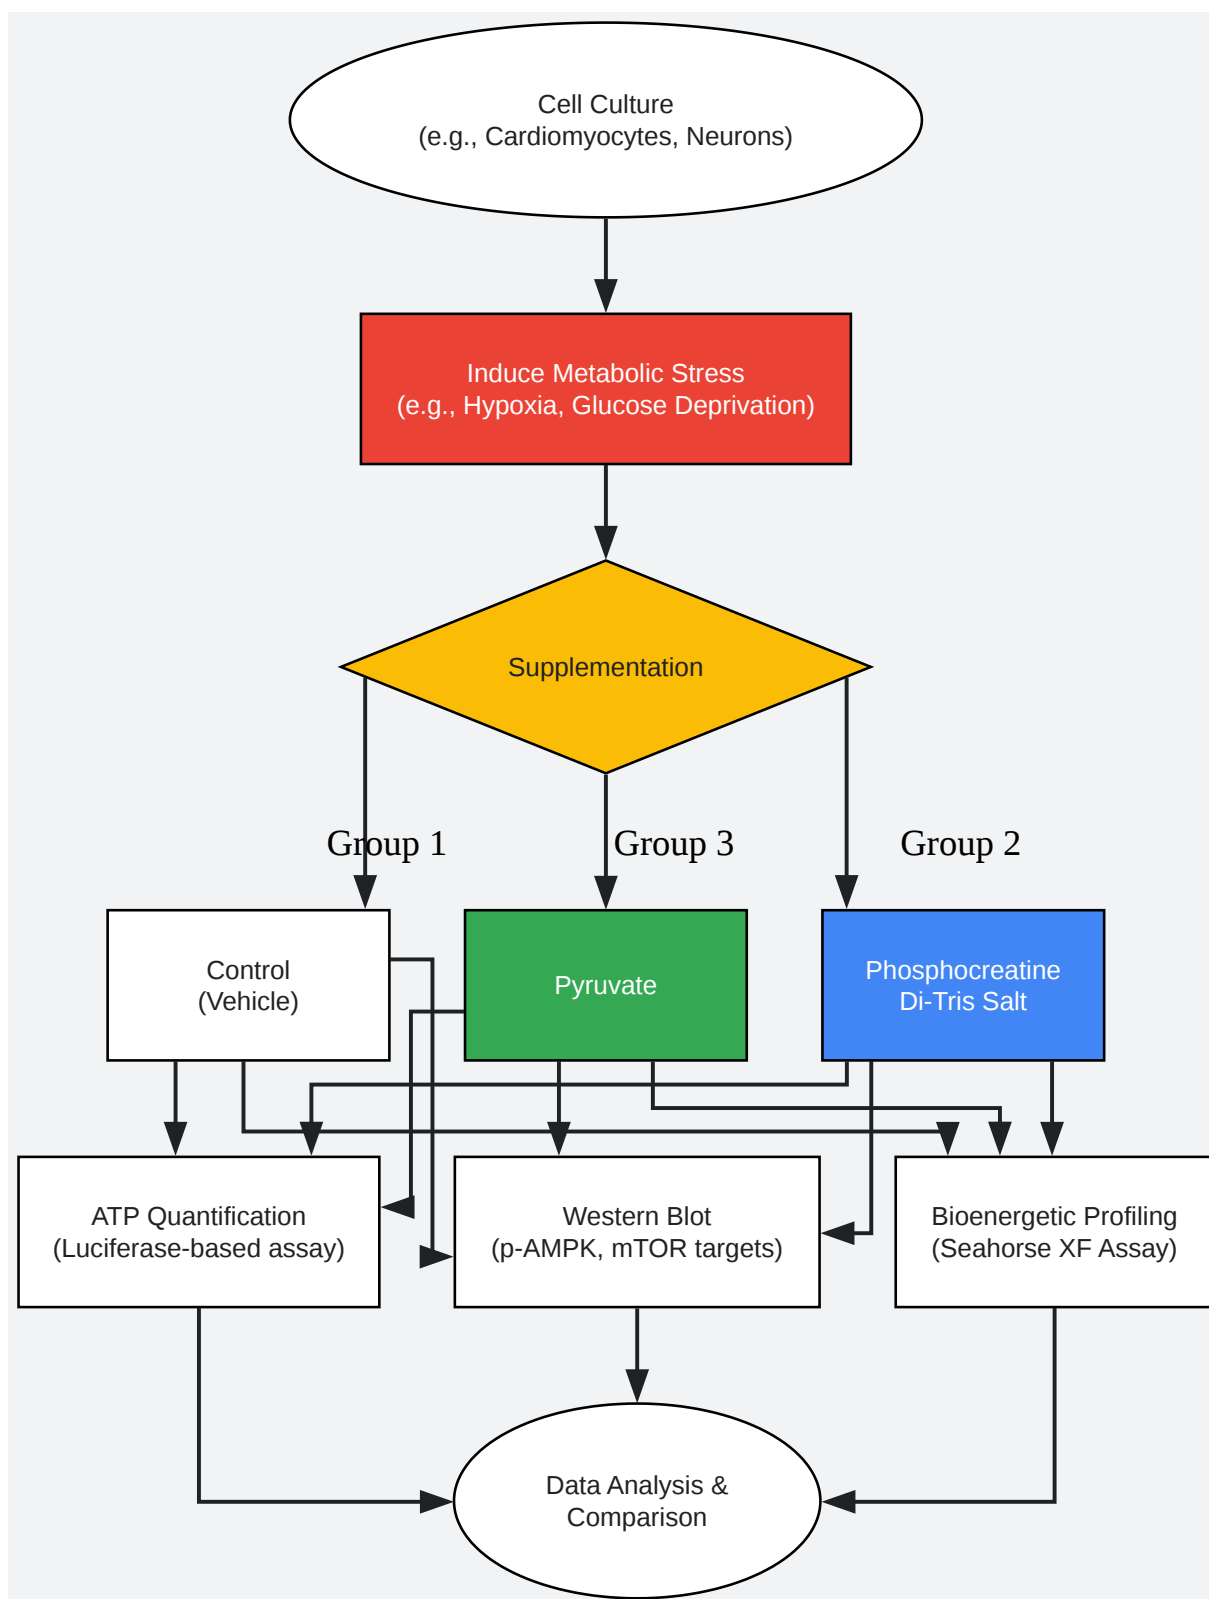 Cell Culture
(e.g., Cardiomyocytes, Neurons)
Induce Metabolic Stress
(e.g., Hypoxia, Glucose Deprivation)
Supplementation
Group 1
Group 3
Group 2
Control
(Vehicle)
Pyruvate
Phosphocreatine
Di-Tris Salt
ATP Quantification
(Luciferase-based assay)
Western Blot
(p-AMPK, mTOR targets)
Bioenergetic Profiling
(Seahorse XF Assay)
Data Analysis &
Comparison